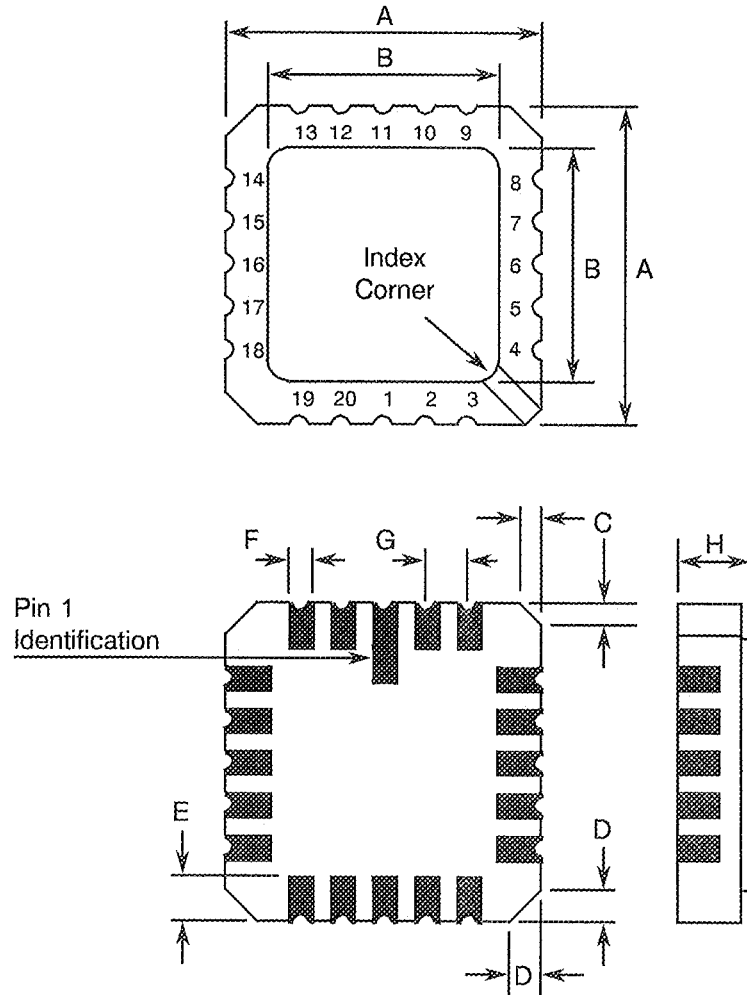 A
B
13 12 11 10 9
14 8
15 7
16 6
17 5
18 4
Index
Corner
B A
19 20 1 2 3
F G C H
Pin 1
Identification
E D
D